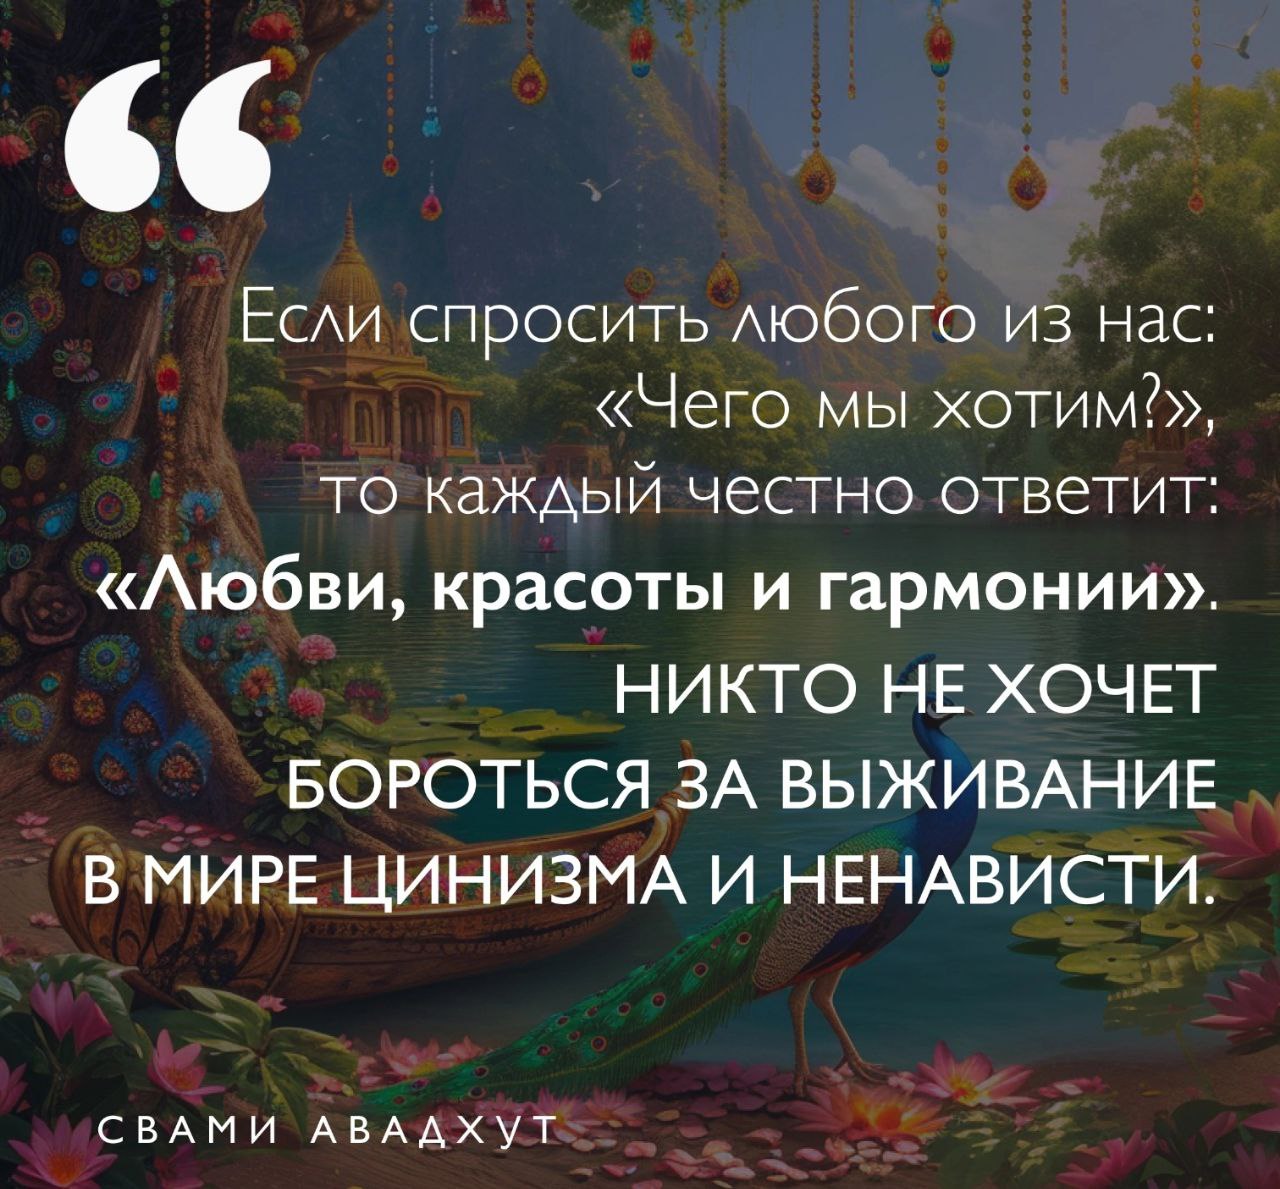 Если спросить любого из нас:
«Чего мы хотим?»,
то каждый честно ответит:
«Любви, красоты и гармонии».
НИКТО НЕ ХОЧЕТ
БОРОТЬСЯ ЗА ВЫЖИВАНИЕ
В МИРЕ ЦИНИЗМА И НЕНАВИСТИ.
СВАМИ АВАДХУТ